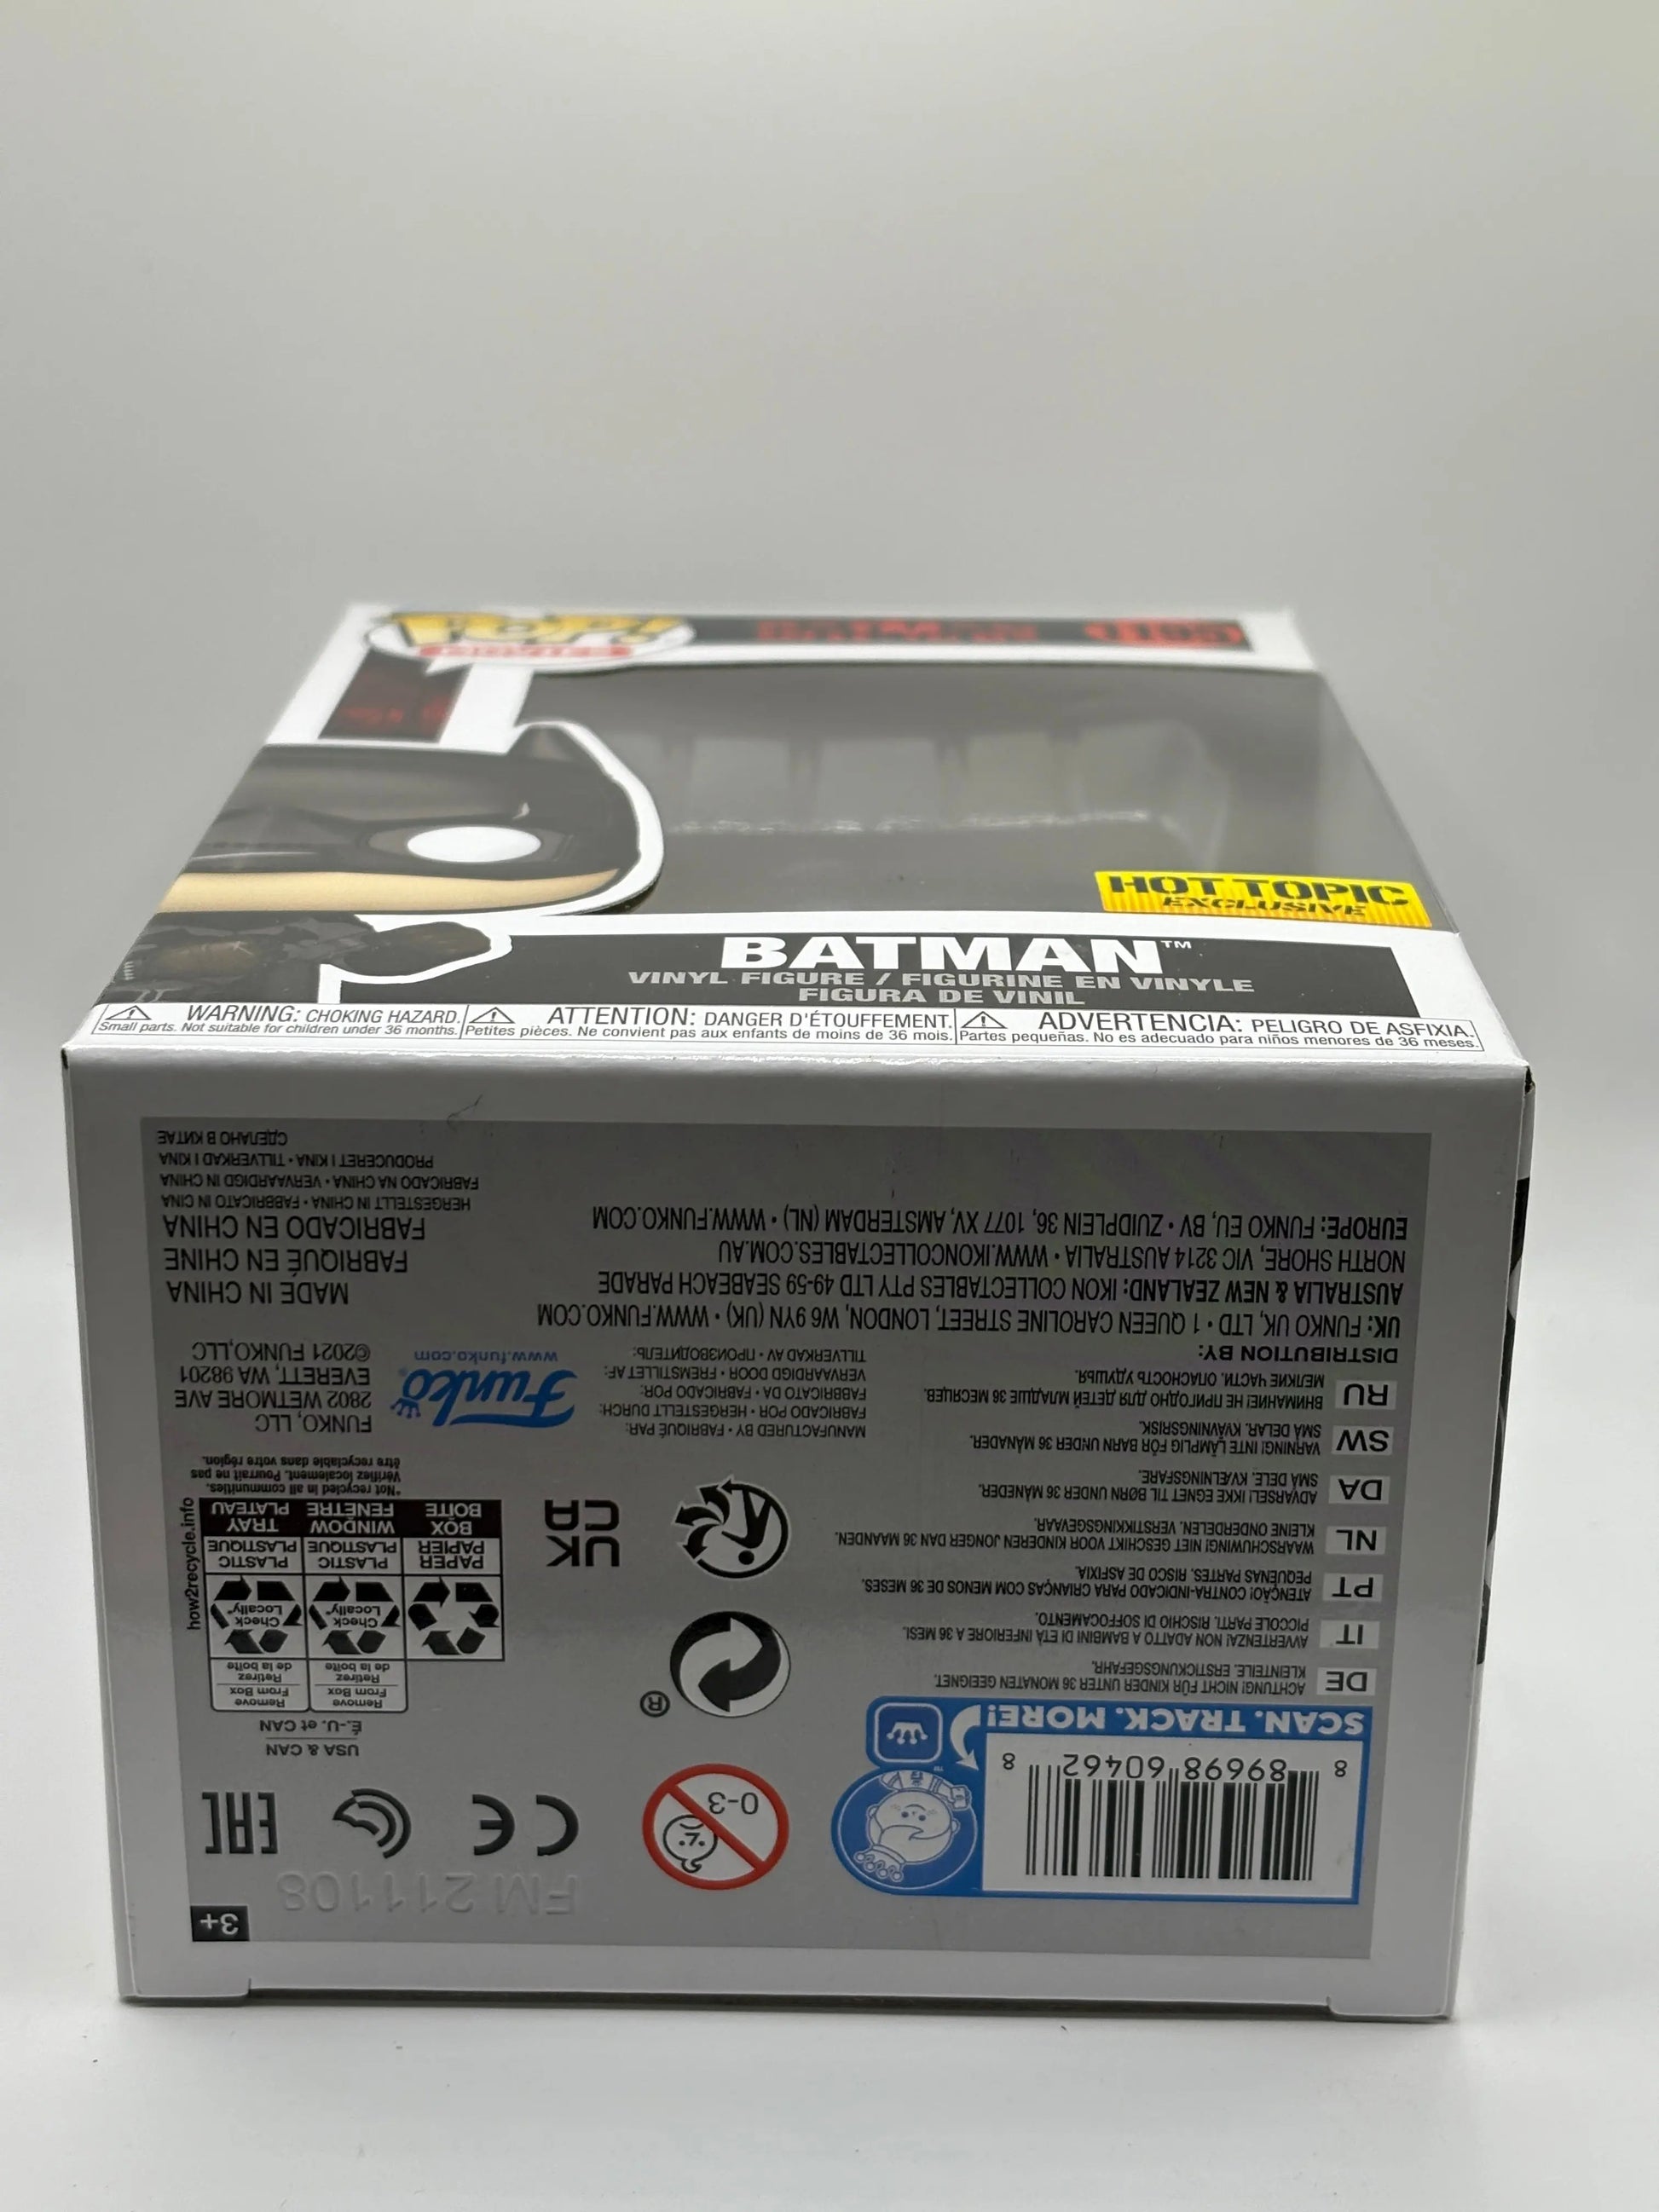 POP!
MOVIES
BATMAN
HOT TOPIC
EXCLUSIVE
BATMAN™
VINYL FIGURE / FIGURINE EN VINYLE
FIGURA DE VINIL
WARNING: CHOKING HAZARD.
Small parts. Not suitable for children under 36 months.
ATTENTION: DANGER D'ÉTOUFFEMENT.
Petites pièces. Ne convient pas aux enfants de moins de 36 mois.
ADVERTENCIA: PELIGRO DE ASFIXIA.
Partes pequeñas. No es adecuado para niños menores de 36 meses.
3+
FM 211108
8 89698 60462 8
SCAN. TRACK. MORE!
0-3
CE
EAC
USA & CAN
É.-U. et CAN
Remove
From Box
Retirez
de la boîte
Remove
From Box
Retirez
de la boîte
Check
Locally*
Check
Locally*
PAPER
PAPIER
BOX
BOÎTE
PLASTIC
PLASTIQUE
WINDOW
FENÊTRE
PLASTIC
PLASTIQUE
TRAY
PLATEAU
how2recycle.info
*Not recycled in all communities.
Vérifiez localement. Pourrait ne pas
être recyclable dans votre région.
®
UK
CA
DE ACHTUNG! NICHT FÜR KINDER UNTER 36 MONATEN GEEIGNET.
KLEINTEILE. ERSTICKUNGSGEFAHR.
IT AVVERTENZA! NON ADATTO A BAMBINI DI ETÀ INFERIORE A 36 MESI.
PICCOLE PARTI. RISCHIO DI SOFFOCAMENTO.
PT ATENÇÃO! CONTRA-INDICADO PARA CRIANÇAS COM MENOS DE 36 MESES.
PEQUENAS PARTES. RISCO DE ASFIXIA.
NL WAARSCHUWING! NIET GESCHIKT VOOR KINDEREN JONGER DAN 36 MAANDEN.
KLEINE ONDERDELEN. VERSTIKKINGSGEVAAR.
DA ADVARSEL! IKKE EGNET TIL BØRN UNDER 36 MÅNEDER.
SMÅ DELE. KVÆLNINGSFARE.
SW VARNING! INTE LÄMPLIG FÖR BARN UNDER 36 MÅNADER.
SMÅ DELAR. KVÄVNINGSRISK.
RU ВНИМАНИЕ! НЕ ПРИГОДНО ДЛЯ ДЕТЕЙ МЛАДШЕ 36 МЕСЯЦЕВ.
МЕЛКИЕ ЧАСТИ. ОПАСНОСТЬ УДУШЬЯ.
MANUFACTURED BY • FABRIQUÉ PAR:
FABRICADO POR • HERGESTELLT DURCH:
FABBRICATO DA • FABRICADO POR:
VERVAARDIGD DOOR • FREMSTILLET AF:
TILLVERKAD AV • ПРОИЗВОДИТЕЛЬ:
Funko®
www.funko.com
FUNKO, LLC
2802 WETMORE AVE
EVERETT, WA 98201
©2021 FUNKO,LLC
DISTRIBUTION BY:
UK: FUNKO UK, LTD • 1 QUEEN CAROLINE STREET, LONDON, W6 9YN (UK) • WWW.FUNKO.COM
AUSTRALIA & NEW ZEALAND: IKON COLLECTABLES PTY LTD 49-59 SEABEACH PARADE
NORTH SHORE, VIC 3214 AUSTRALIA • WWW.IKONCOLLECTABLES.COM.AU
EUROPE: FUNKO EU, BV • ZUIDPLEIN 36, 1077 XV, AMSTERDAM (NL) • WWW.FUNKO.COM
MADE IN CHINA
FABRIQUÉ EN CHINE
FABRICADO EN CHINA
HERGESTELLT IN CHINA • FABBRICATO IN CINA
FABRICADO NA CHINA • VERVAARDIGD IN CHINA
PRODUCERET I KINA • TILLVERKAD I KINA
СДЕЛАНО В КИТАЕ